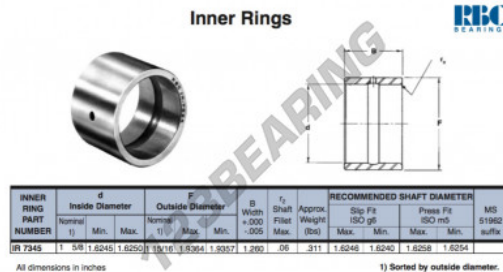 Inner Rings
RBC
BEARINGS
123BEARING
B
rs
d
F
INNER RING PART NUMBER
d Inside Diameter
F Outside Diameter
B Width +.000 -.005
Shaft Fillet Max.
Approx. Weight (lbs)
RECOMMENDED SHAFT DIAMETER
Slip Fit ISO g6
Press Fit ISO m5
MS 51962 suffix
Nominal 1) Min. Max. Nominal 1) Min. Max. Max. Min. Max. Min.
IR 7345 1 5/8 1.6245 1.6250 1 15/16 1.9364 1.9357 1.260 .06 .311 1.6246 1.6240 1.6258 1.6254
All dimensions in inches
1) Sorted by outside diameter.